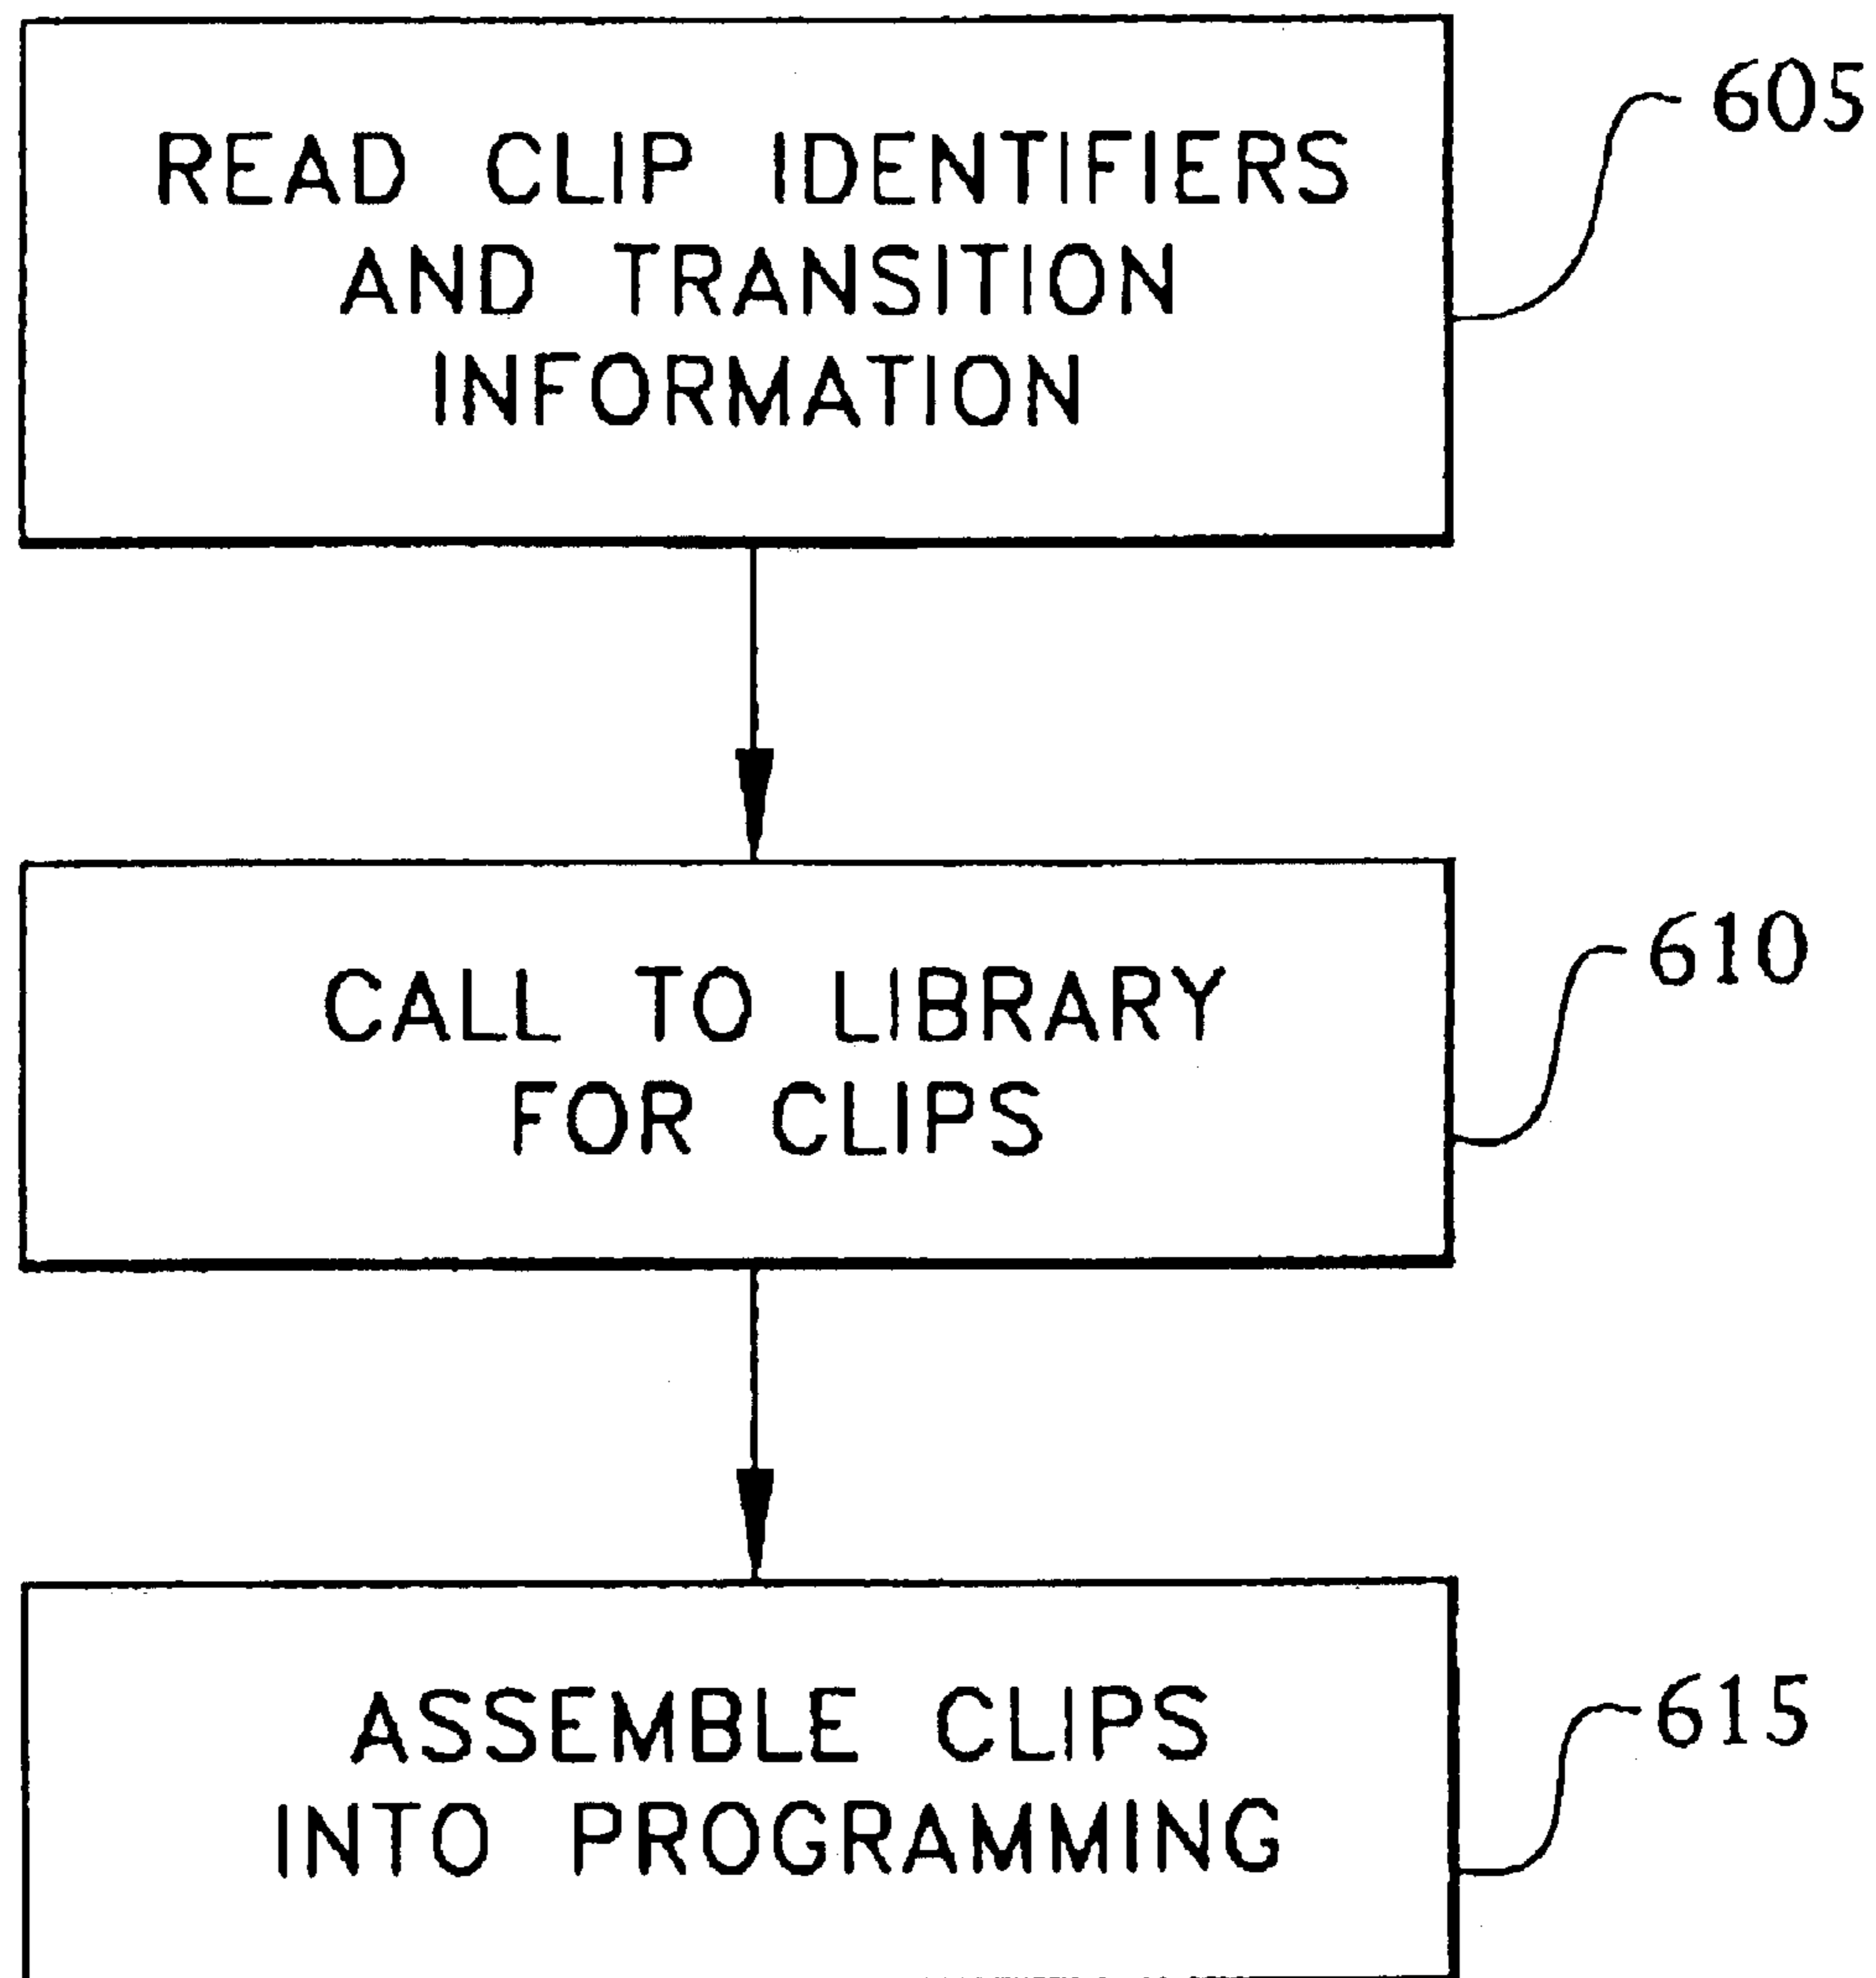 READ CLIP IDENTIFIERS
AND TRANSITION
INFORMATION
605
CALL TO LIBRARY
FOR CLIPS
610
ASSEMBLE CLIPS
INTO PROGRAMMING
615